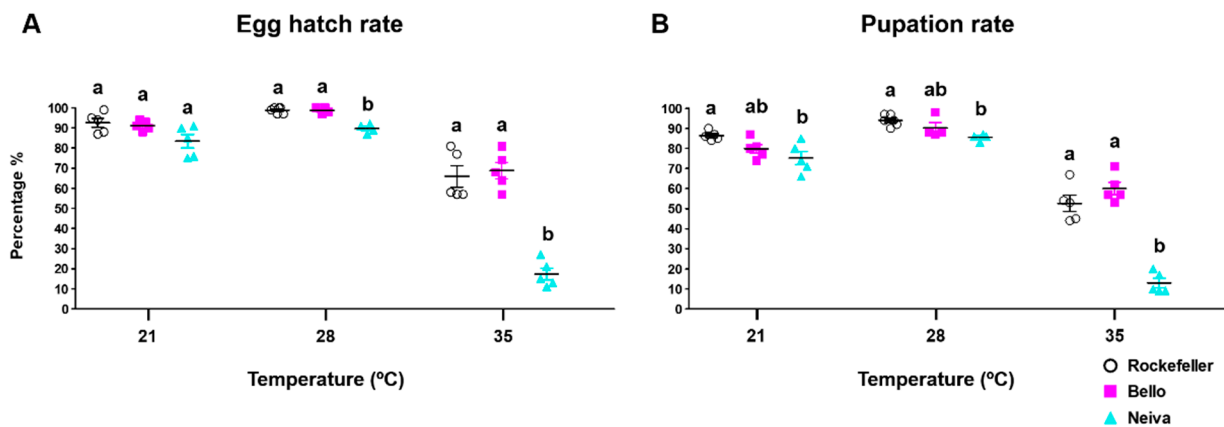 A Egg hatch rate
B Pupation rate
a a a a a b a a b
a ab b a ab b a a b
Percentage %
100
90
80
70
60
50
40
30
20
10
0
100
90
80
70
60
50
40
30
20
10
0
21 28 35
21 28 35
Temperature (ºC)
Temperature (ºC)
Rockefeller
Bello
Neiva